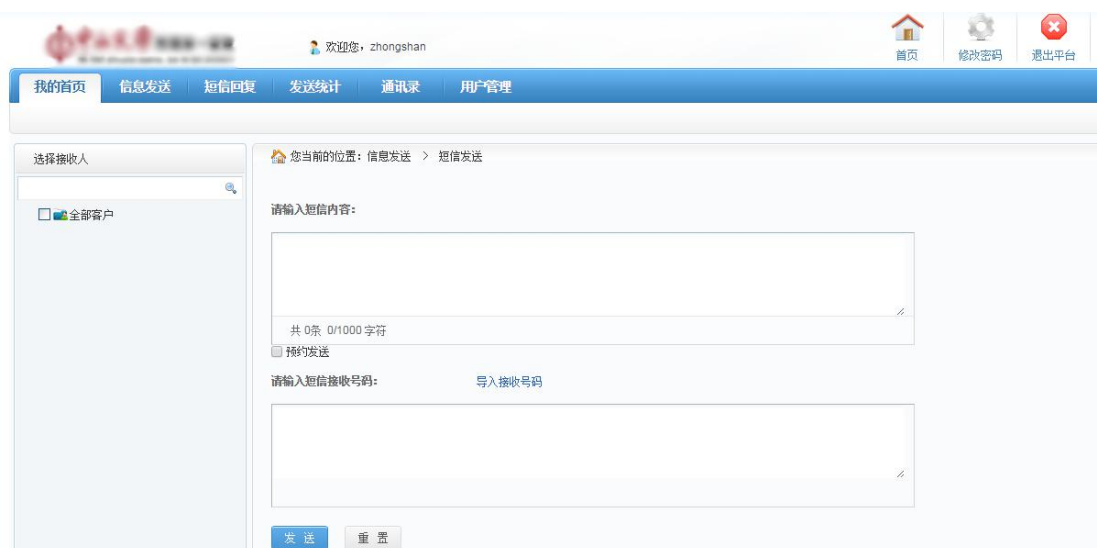 欢迎您，zhongshan
首页
修改密码
退出平台
我的首页 信息发送 短信回复 发送统计 通讯录 用户管理
选择接收人
您当前的位置：信息发送 > 短信发送
全部客户
请输入短信内容：
共 0条 0/1000 字符
预约发送
请输入短信接收号码： 导入接收号码
发 送 重 置